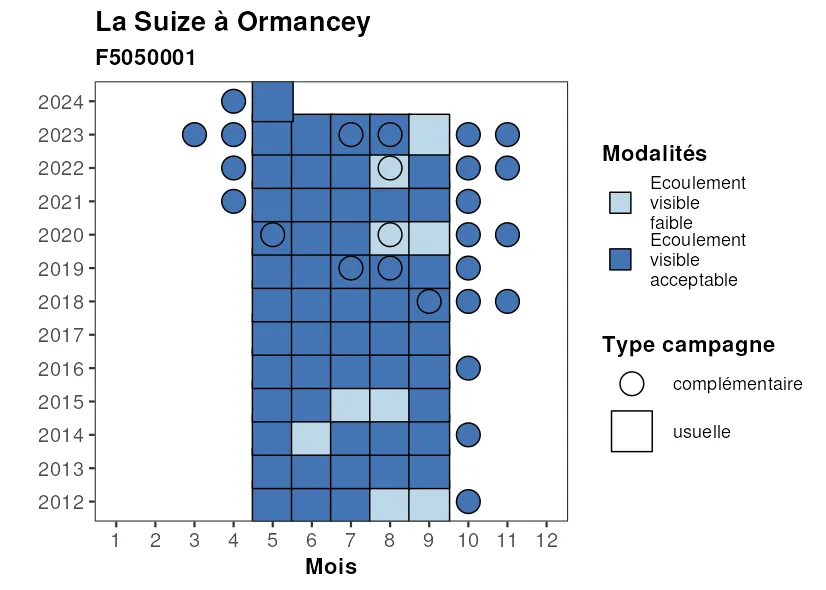 La Suize à Ormancey
F5050001
2024
2023
2022
2021
2020
2019
2018
2017
2016
2015
2014
2013
2012
1 2 3 4 5 6 7 8 9 10 11 12
Mois
Modalités
Ecoulement
visible
faible
Ecoulement
visible
acceptable
Type campagne
complémentaire
usuelle